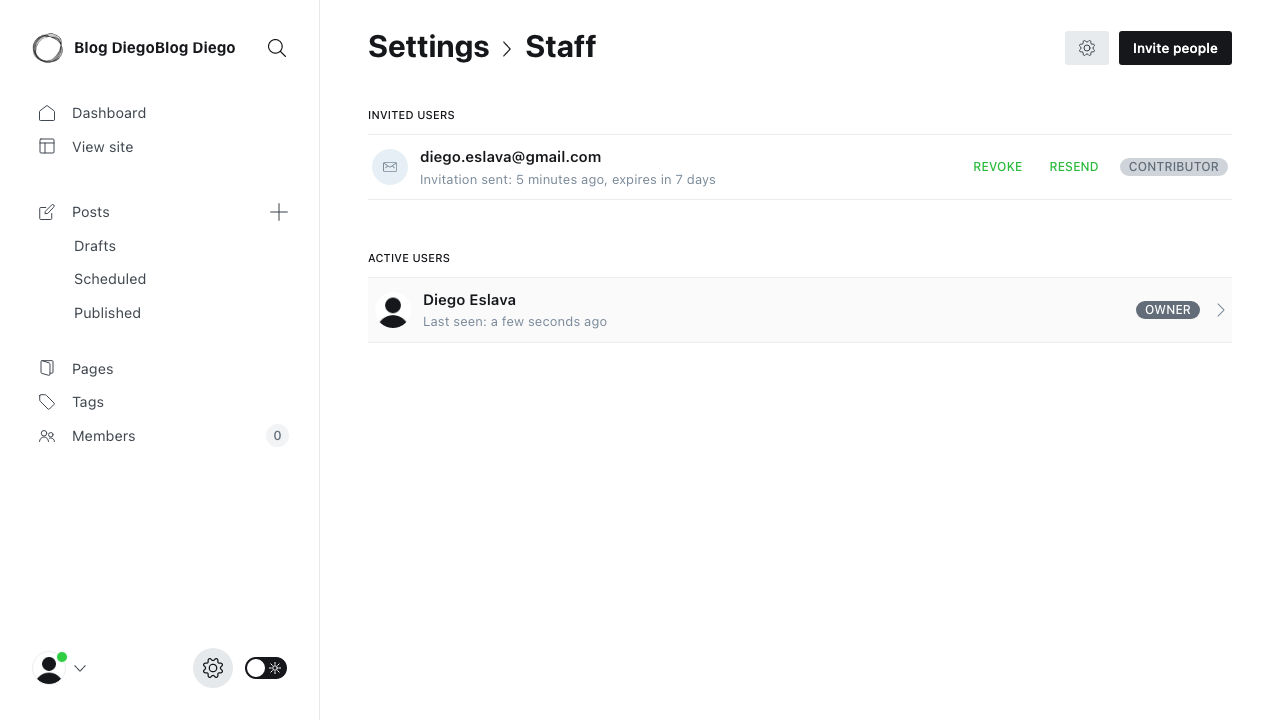 Blog DiegoBlog Diego
Dashboard
View site
Posts
Drafts
Scheduled
Published
Pages
Tags
Members
0
Settings
Staff
Invite people
INVITED USERS
diego.eslava@gmail.com
Invitation sent: 5 minutes ago, expires in 7 days
REVOKE
RESEND
CONTRIBUTOR
ACTIVE USERS
Diego Eslava
Last seen: a few seconds ago
OWNER